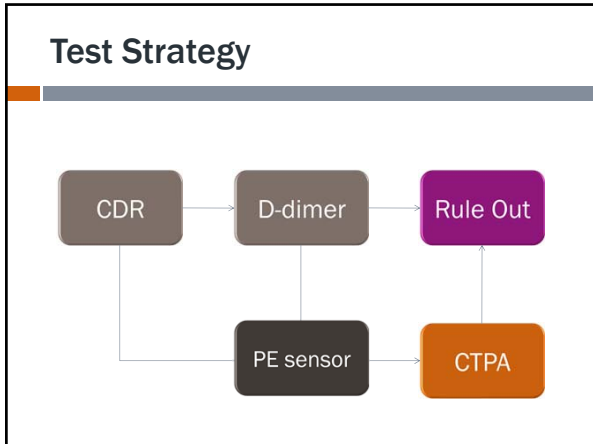 Test Strategy
CDR
D-dimer
Rule Out
PE sensor
CTPA